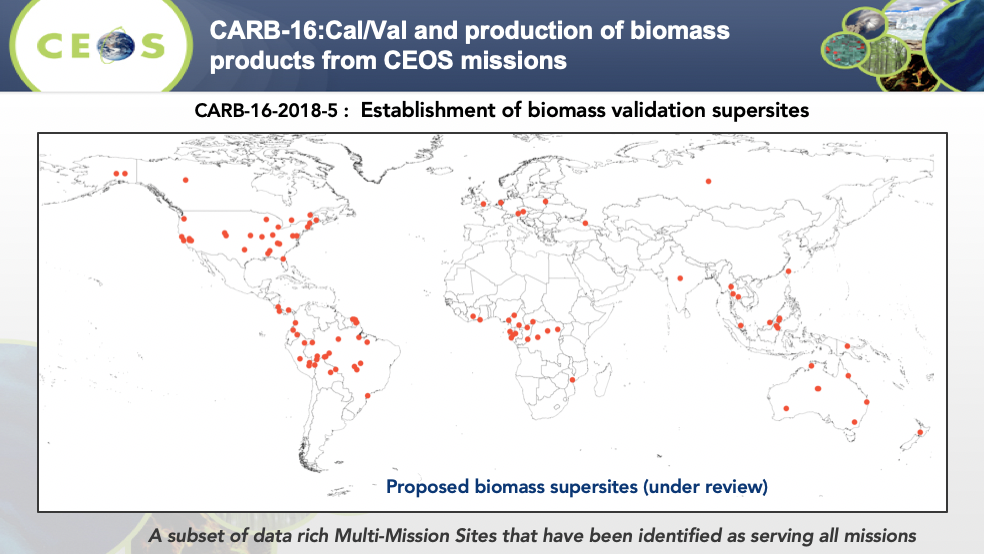 CEOS
CARB-16:Cal/Val and production of biomass
products from CEOS missions
CARB-16-2018-5 : Establishment of biomass validation supersites
Proposed biomass supersites (under review)
A subset of data rich Multi-Mission Sites that have been identified as serving all missions